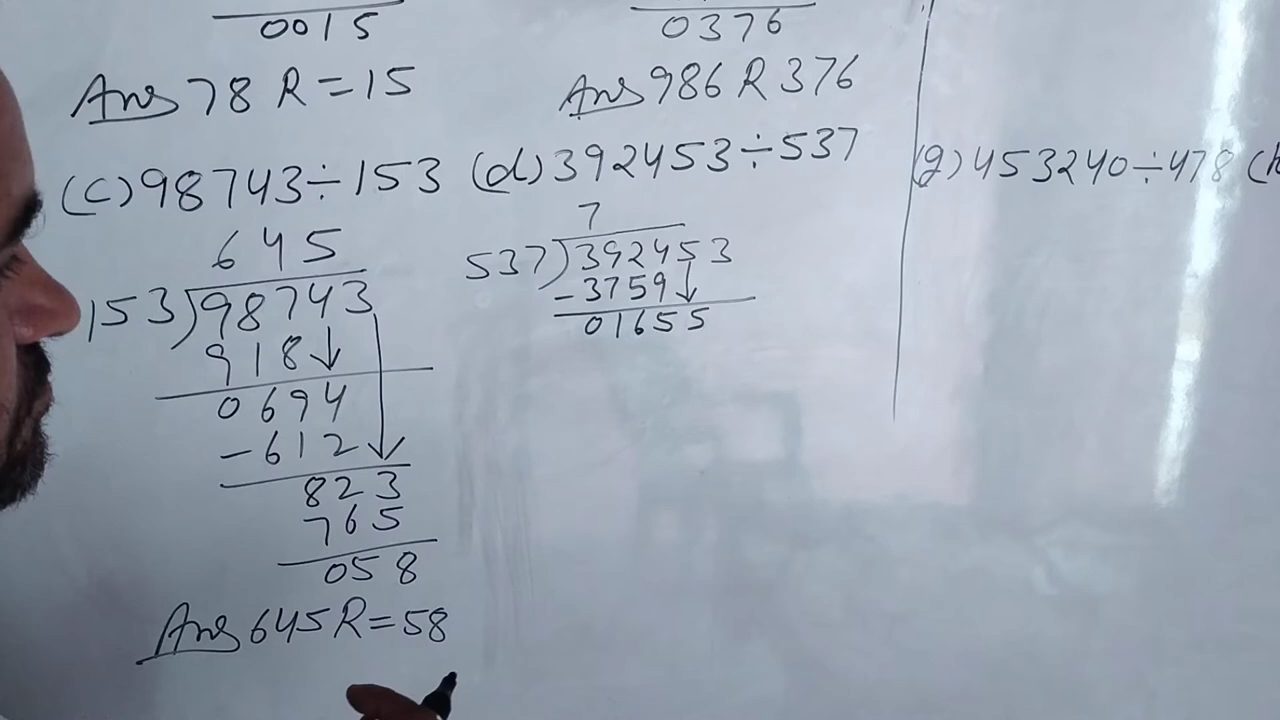 0015
Ans 78 R=15
0376
Ans 986 R 376
(c) 98743÷153
645
153)98743
918↓
0694
-612↓
823
765
058
Ans 645 R=58
(d) 392453÷537
7
537)392453
-3759↓
01655
(g) 453240÷478